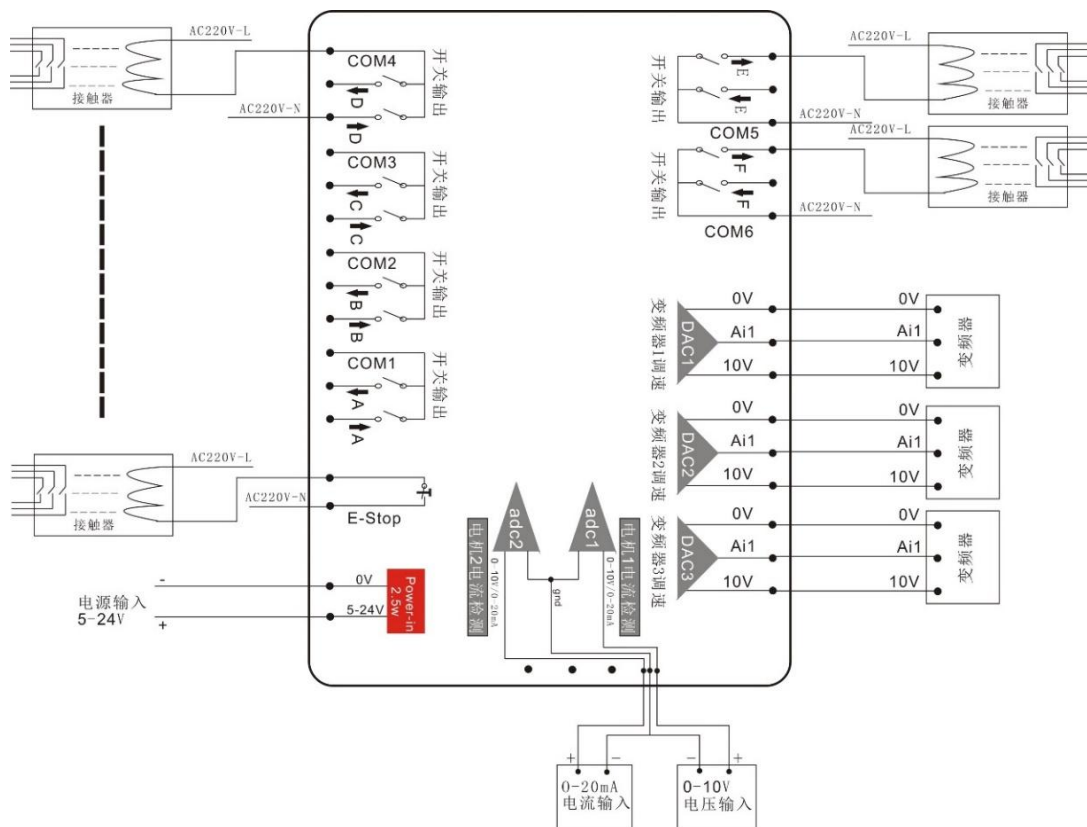 AC220V-L
接触器
AC220V-N
COM4
D
D
开关输出
COM3
C
C
开关输出
COM2
B
B
开关输出
COM1
A
A
开关输出
AC220V-L
接触器
AC220V-N
E-Stop
电源输入
5-24V
-
+
0V
5-24V
Power-in
2.5w
E
E
COM5
开关输出
AC220V-L
AC220V-N
接触器
F
F
COM6
开关输出
AC220V-L
AC220V-N
接触器
变频器1调速
DAC1
0V
Ai1
10V
0V
Ai1
10V
变频器
变频器2调速
DAC2
0V
Ai1
10V
0V
Ai1
10V
变频器
变频器3调速
DAC3
0V
Ai1
10V
0V
Ai1
10V
变频器
电机2电流检测
0-10V/0-20mA
adc2
gnd
adc1
0-10V/0-20mA
电机1电流检测
+ -
0-20mA
电流输入
- +
0-10V
电压输入